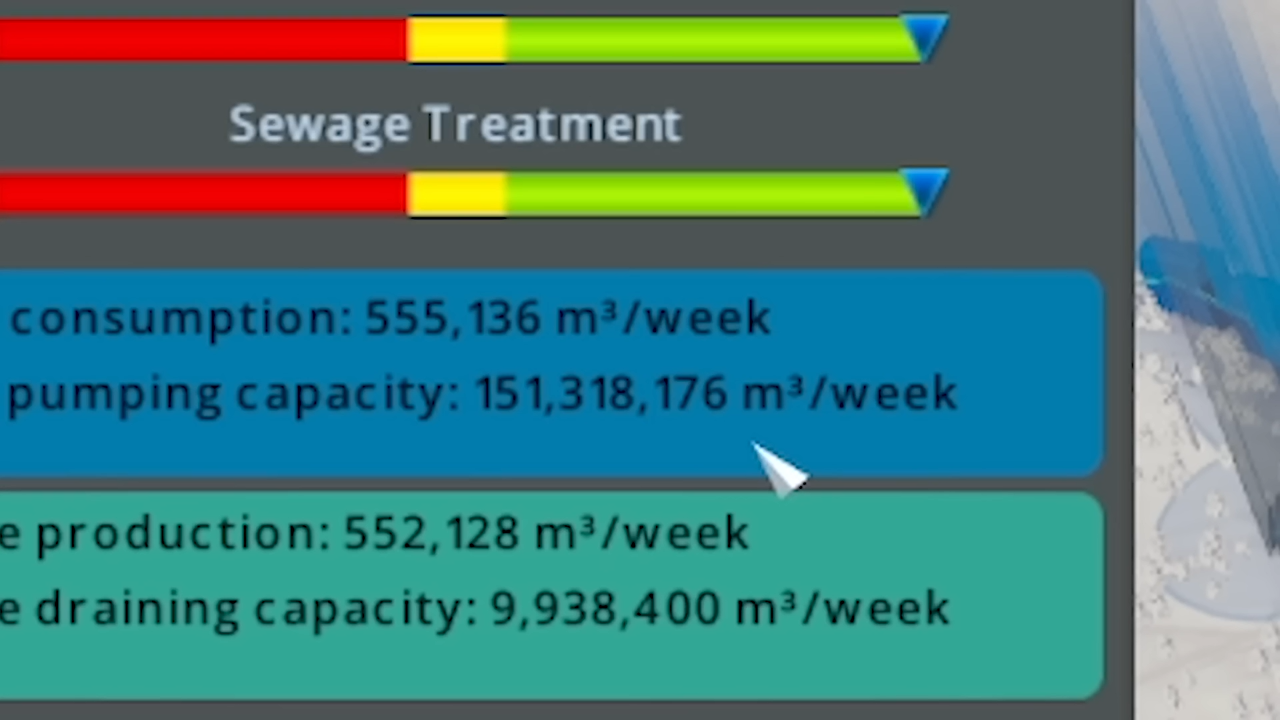 Sewage Treatment
consumption: 555,136 m³/week
pumping capacity: 151,318,176 m³/week
e production: 552,128 m³/week
e draining capacity: 9,938,400 m³/week